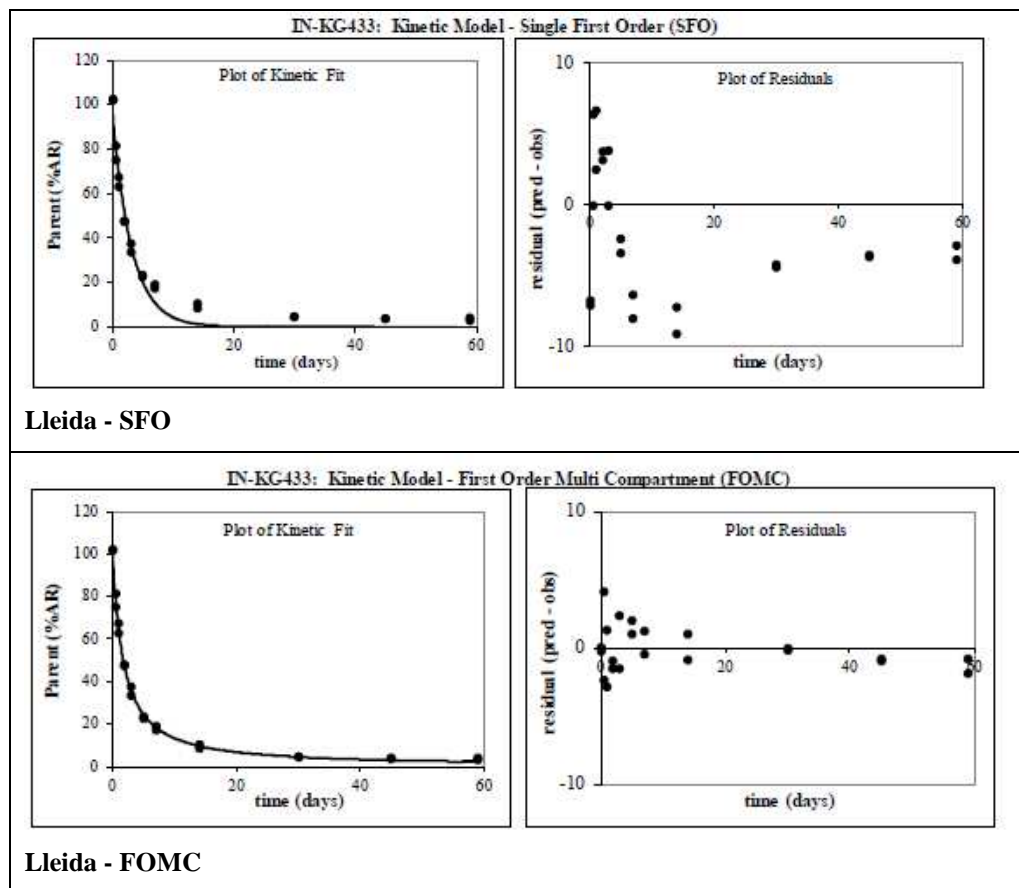 IN-KG433: Kinetic Model - Single First Order (SFO)
Plot of Kinetic Fit
Parent (%AR)
120
100
80
60
40
20
0
0
20
40
60
time (days)
Plot of Residuals
residual (pred - obs)
10
0
-10
0
20
40
60
time (days)
Lleida - SFO
IN-KG433: Kinetic Model - First Order Multi Compartment (FOMC)
Plot of Kinetic Fit
Parent (%AR)
120
100
80
60
40
20
0
0
20
40
60
time (days)
Plot of Residuals
residual (pred - obs)
10
0
-10
0
20
40
60
time (days)
Lleida - FOMC